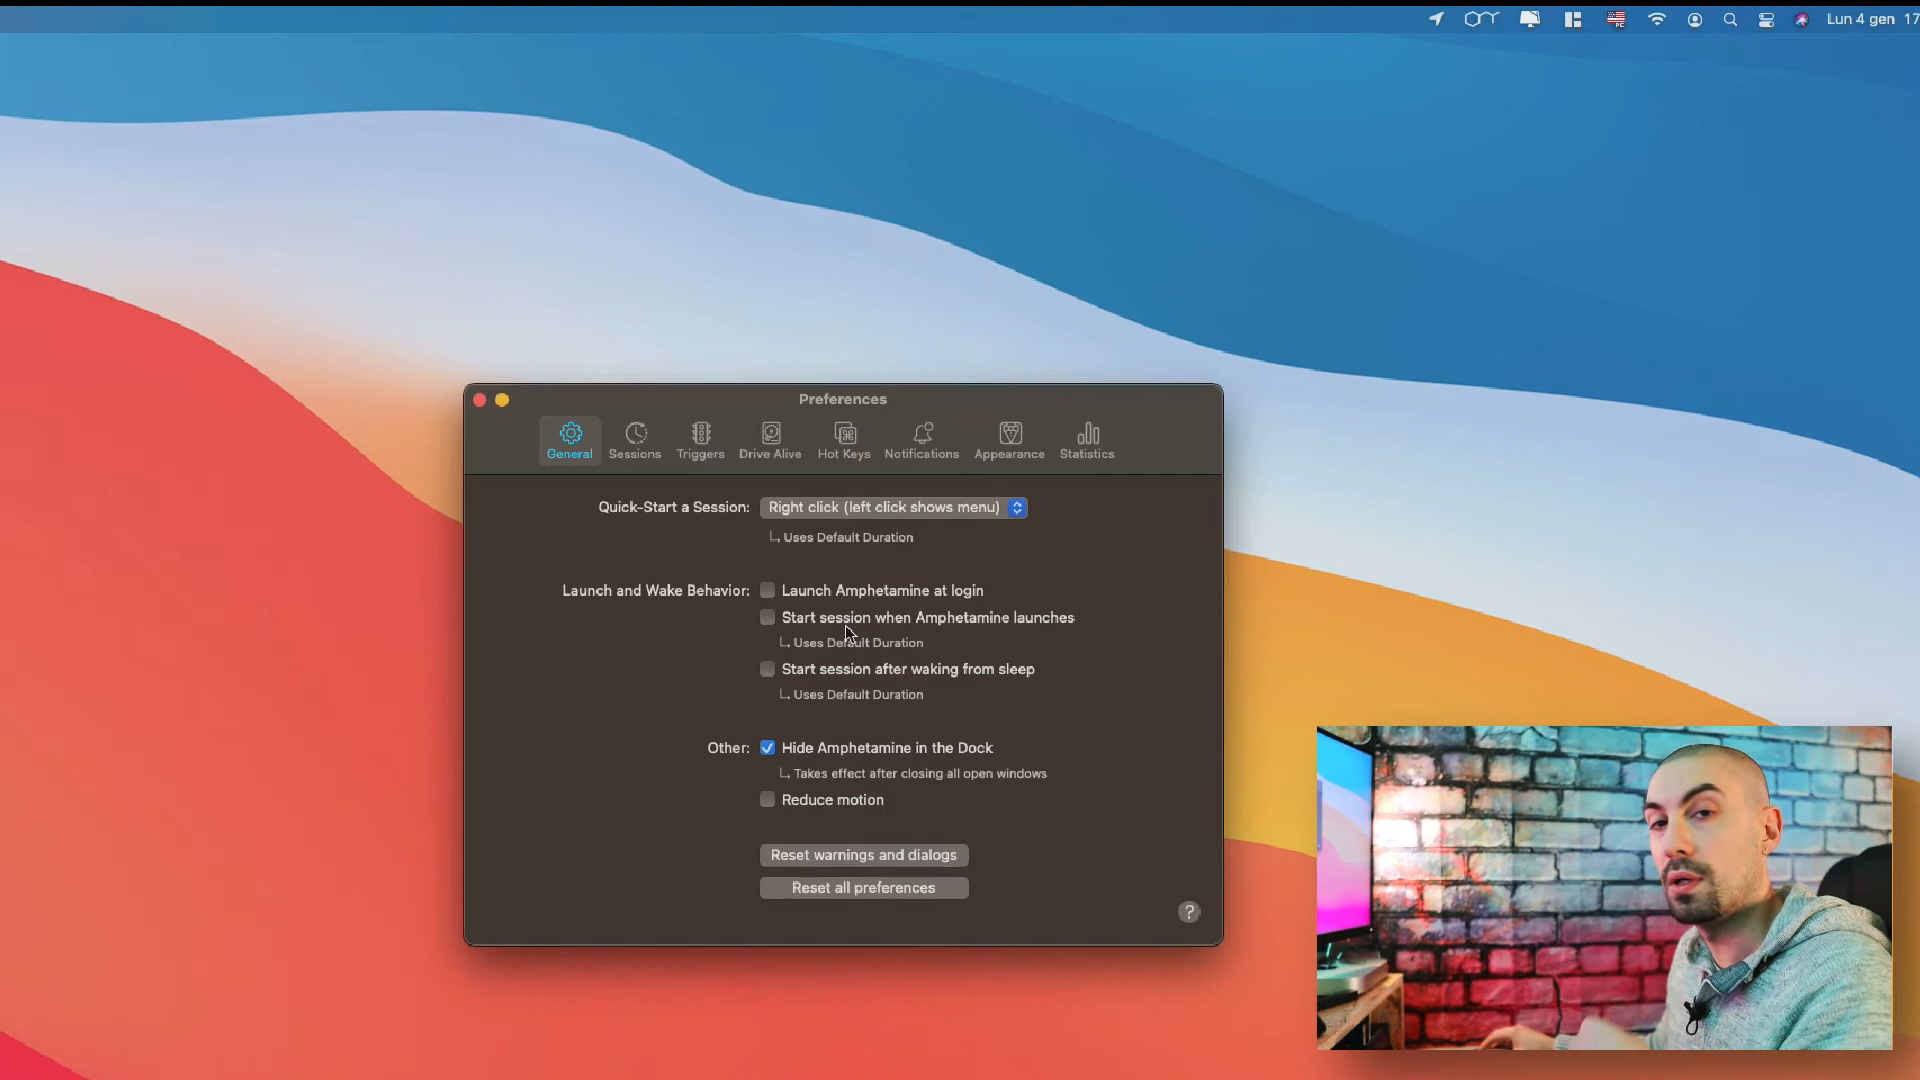 Lun 4 gen 17
Preferences
General Sessions Triggers Drive Alive Hot Keys Notifications Appearance Statistics
Quick-Start a Session: Right click (left click shows menu)
Uses Default Duration
Launch and Wake Behavior: Launch Amphetamine at login
Start session when Amphetamine launches
Uses Default Duration
Start session after waking from sleep
Uses Default Duration
Other: Hide Amphetamine in the Dock
Takes effect after closing all open windows
Reduce motion
Reset warnings and dialogs
Reset all preferences
?